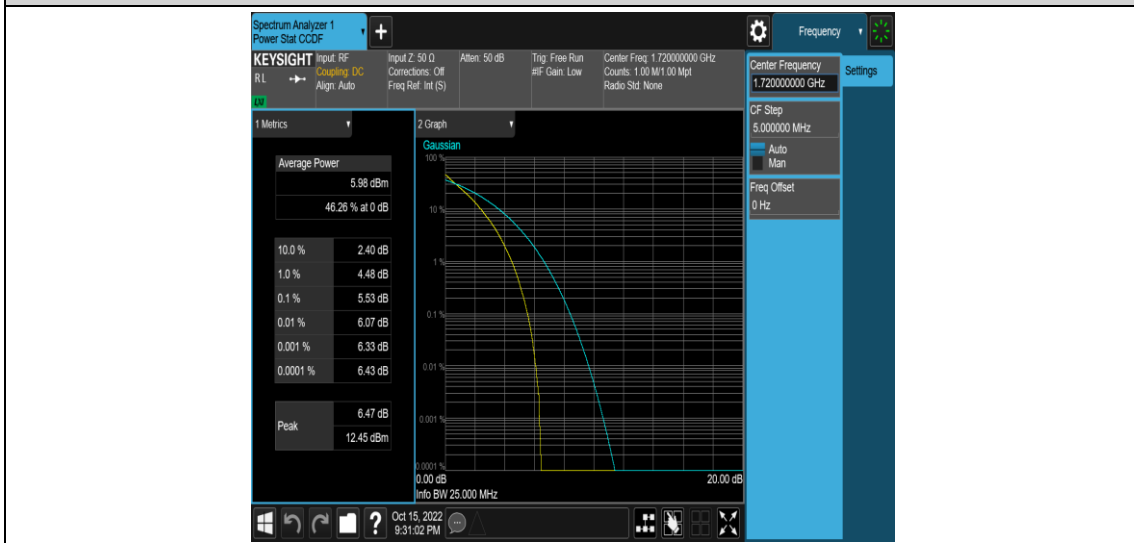 Spectrum Analyzer 1
Power Stat CCDF
+
Frequency
KEYSIGHT
RL
LXI
Input: RF
Coupling: DC
Align: Auto
Input Z: 50 Ω
Corrections: Off
Freq Ref: Int (S)
Atten: 50 dB
Trig: Free Run
#IF Gain: Low
Center Freq: 1.720000000 GHz
Counts: 1.00 M/1.00 Mpt
Radio Std: None
Center Frequency
1.720000000 GHz
Settings
CF Step
5.000000 MHz
Auto
Man
Freq Offset
0 Hz
1 Metrics
Average Power
5.98 dBm
46.26 % at 0 dB
10.0 % 2.40 dB
1.0 % 4.48 dB
0.1 % 5.53 dB
0.01 % 6.07 dB
0.001 % 6.33 dB
0.0001 % 6.43 dB
Peak 6.47 dB
12.45 dBm
2 Graph
Gaussian
100 %
10 %
1 %
0.1 %
0.01 %
0.001 %
0.0001 %
0.00 dB 20.00 dB
Info BW 25.000 MHz
?
Oct 15, 2022
9:31:02 PM